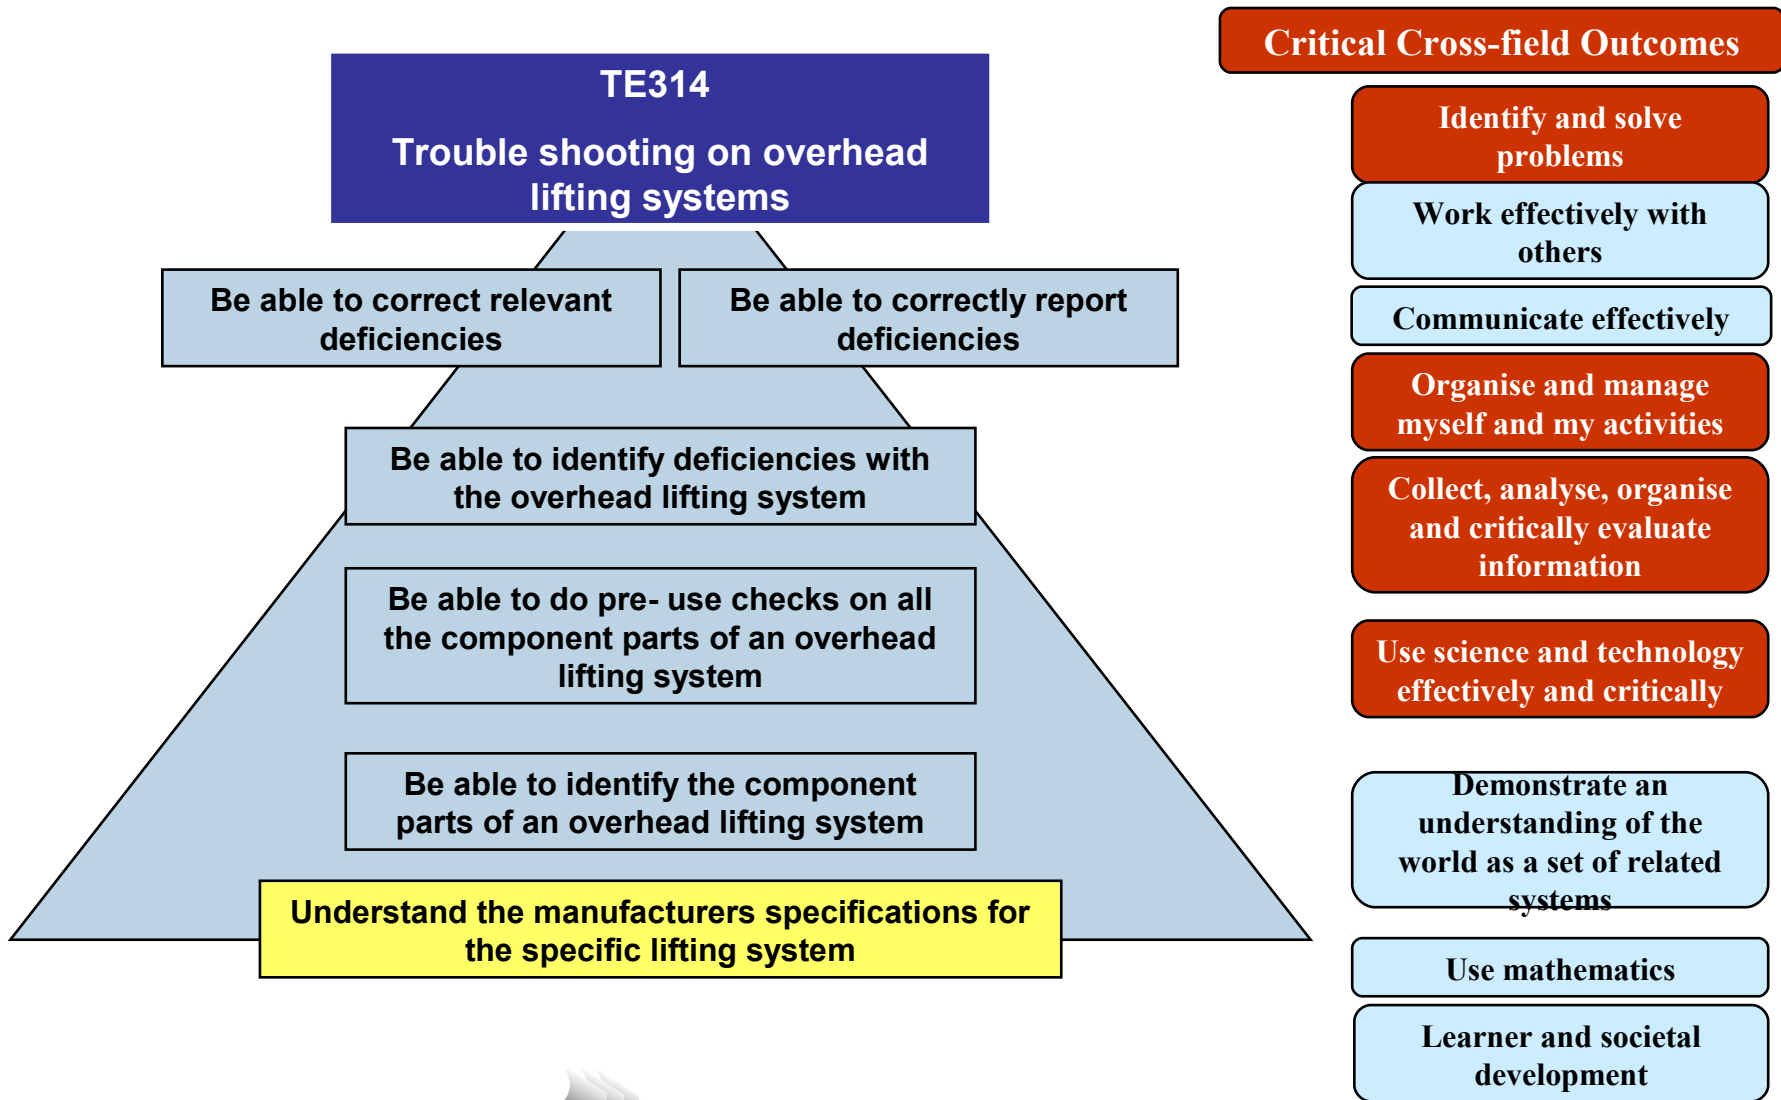 TE314
Trouble shooting on overhead
lifting systems
Be able to correct relevant
deficiencies
Be able to correctly report
deficiencies
Be able to identify deficiencies with
the overhead lifting system
Be able to do pre- use checks on all
the component parts of an overhead
lifting system
Be able to identify the component
parts of an overhead lifting system
Understand the manufacturers specifications for
the specific lifting system
Critical Cross-field Outcomes
Identify and solve
problems
Work effectively with
others
Communicate effectively
Organise and manage
myself and my activities
Collect, analyse, organise
and critically evaluate
information
Use science and technology
effectively and critically
Demonstrate an
understanding of the
world as a set of related
systems
Use mathematics
Learner and societal
development